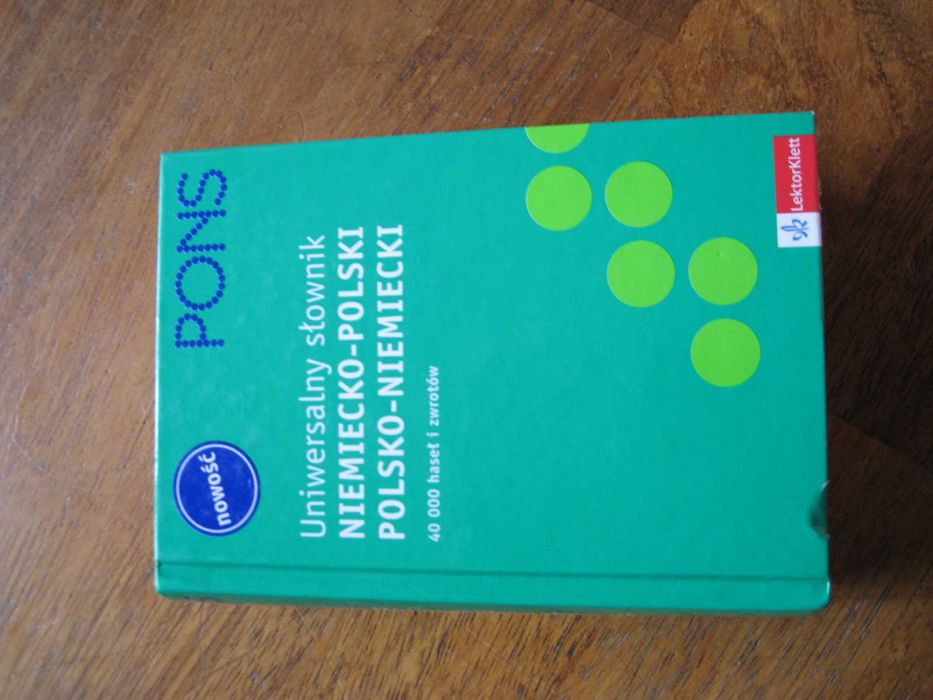 PONS
nowość
Uniwersalny słownik
NIEMIECKO-POLSKI
POLSKO-NIEMIECKI
40 000 haseł i zwrotów
LektorKlett